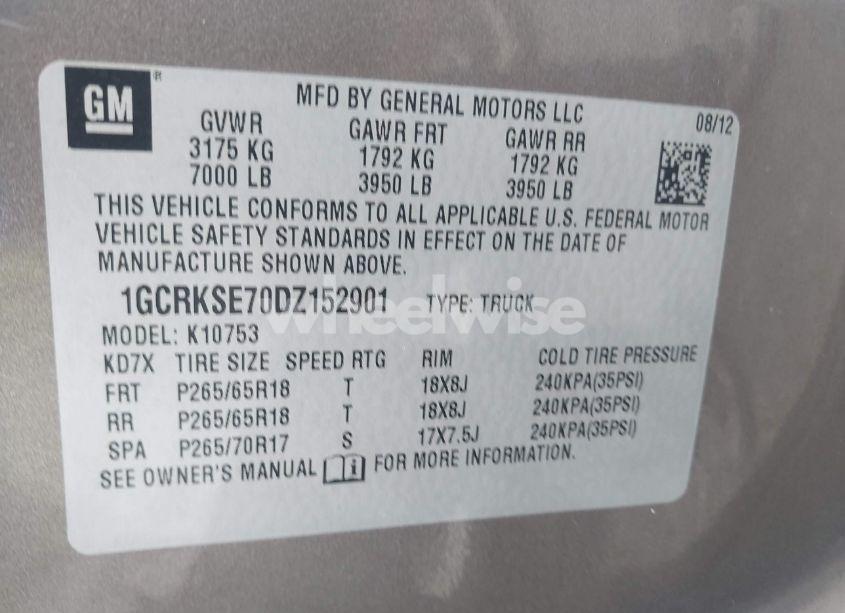 GM ®
MFD BY GENERAL MOTORS LLC
08/12
GVWR GAWR FRT GAWR RR
3175 KG 1792 KG 1792 KG
7000 LB 3950 LB 3950 LB
THIS VEHICLE CONFORMS TO ALL APPLICABLE U.S. FEDERAL MOTOR
VEHICLE SAFETY STANDARDS IN EFFECT ON THE DATE OF
MANUFACTURE SHOWN ABOVE.
1GCRKSE70DZ152901 TYPE: TRUCK
wheelwise
MODEL: K10753
KD7X TIRE SIZE SPEED RTG RIM COLD TIRE PRESSURE
FRT P265/65R18 T 18X8J 240KPA(35PSI)
RR P265/65R18 T 18X8J 240KPA(35PSI)
SPA P265/70R17 S 17X7.5J 240KPA(35PSI)
SEE OWNER'S MANUAL i FOR MORE INFORMATION.